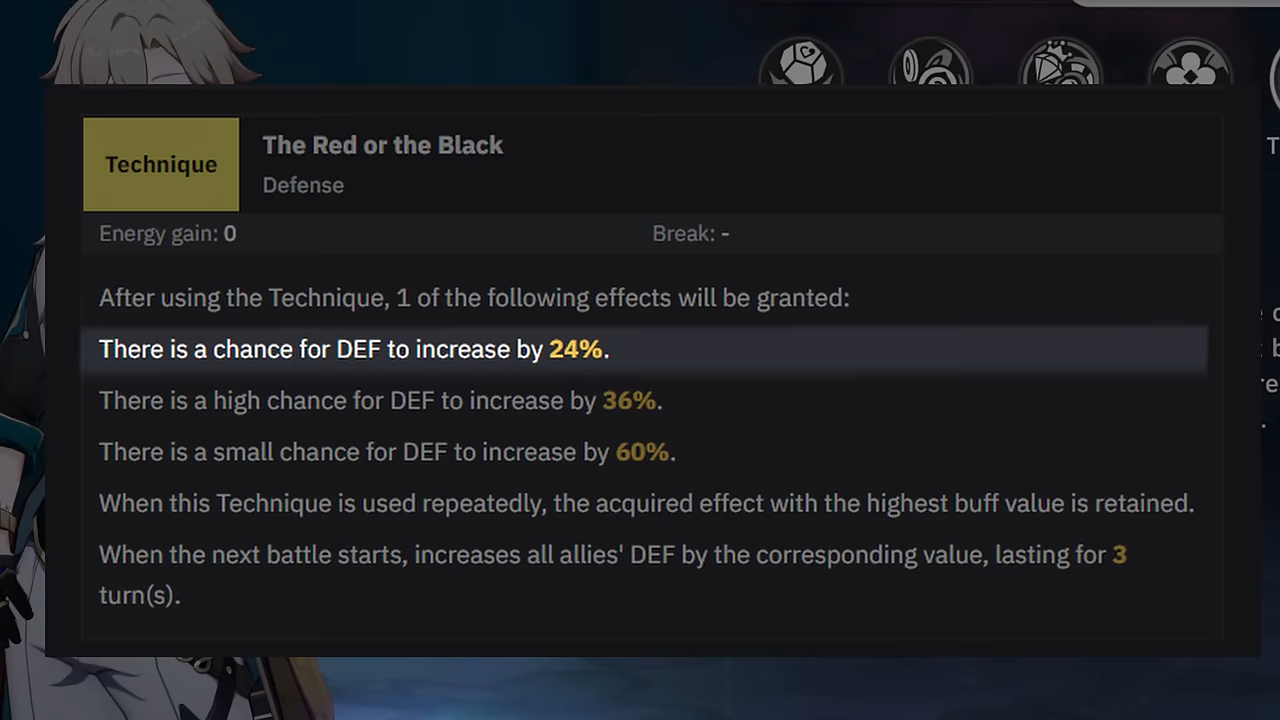 Technique
The Red or the Black
Defense
Energy gain: 0
Break: -
After using the Technique, 1 of the following effects will be granted:
There is a chance for DEF to increase by 24%.
There is a high chance for DEF to increase by 36%.
There is a small chance for DEF to increase by 60%.
When this Technique is used repeatedly, the acquired effect with the highest buff value is retained.
When the next battle starts, increases all allies' DEF by the corresponding value, lasting for 3
turn(s).